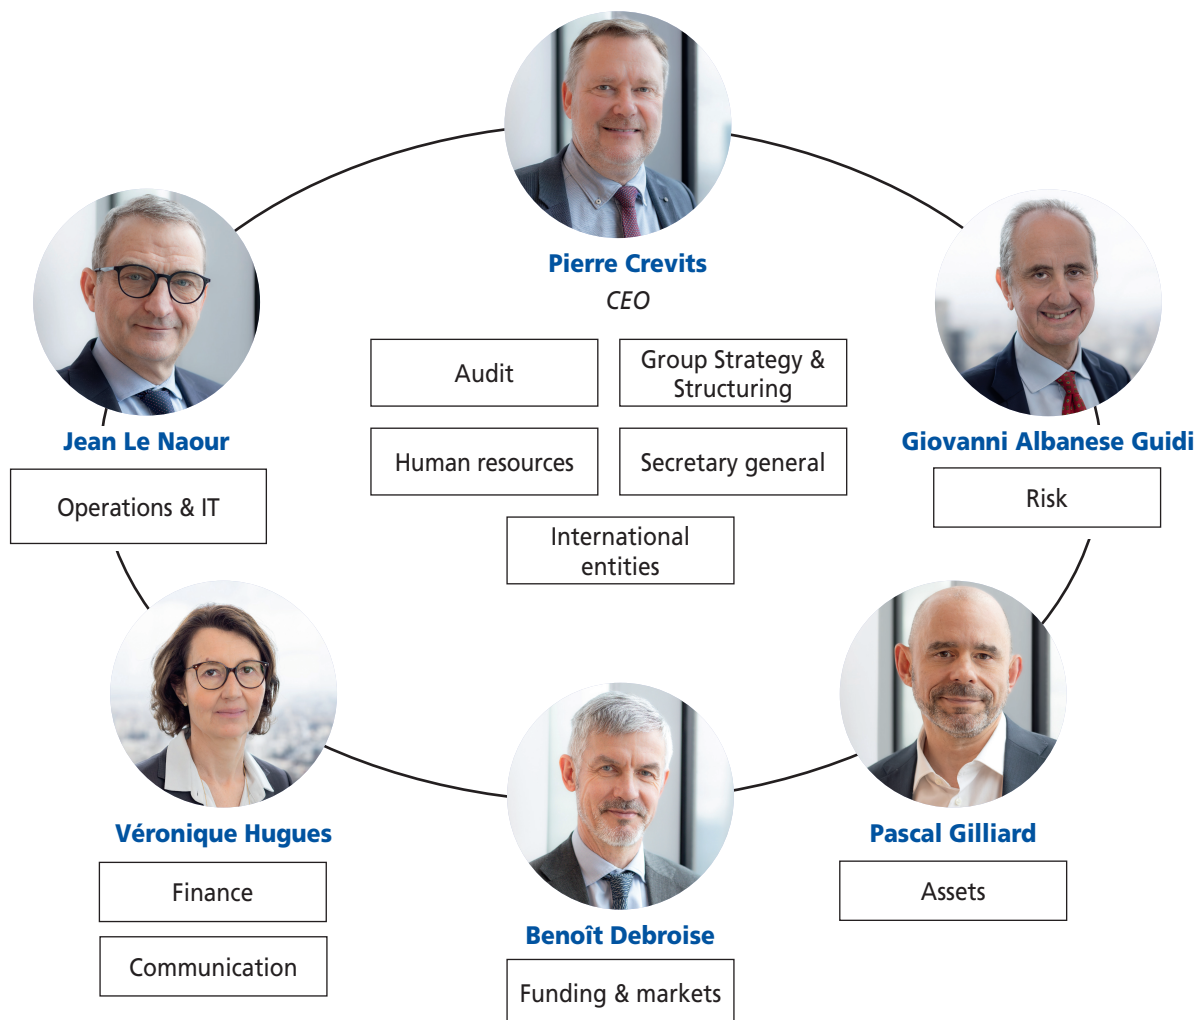 Pierre Crevits
CEO
Audit
Group Strategy &
Structuring
Human resources
Secretary general
International
entities
Jean Le Naour
Operations & IT
Giovanni Albanese Guidi
Risk
Véronique Hugues
Finance
Communication
Benoît Debroise
Funding & markets
Pascal Gilliard
Assets